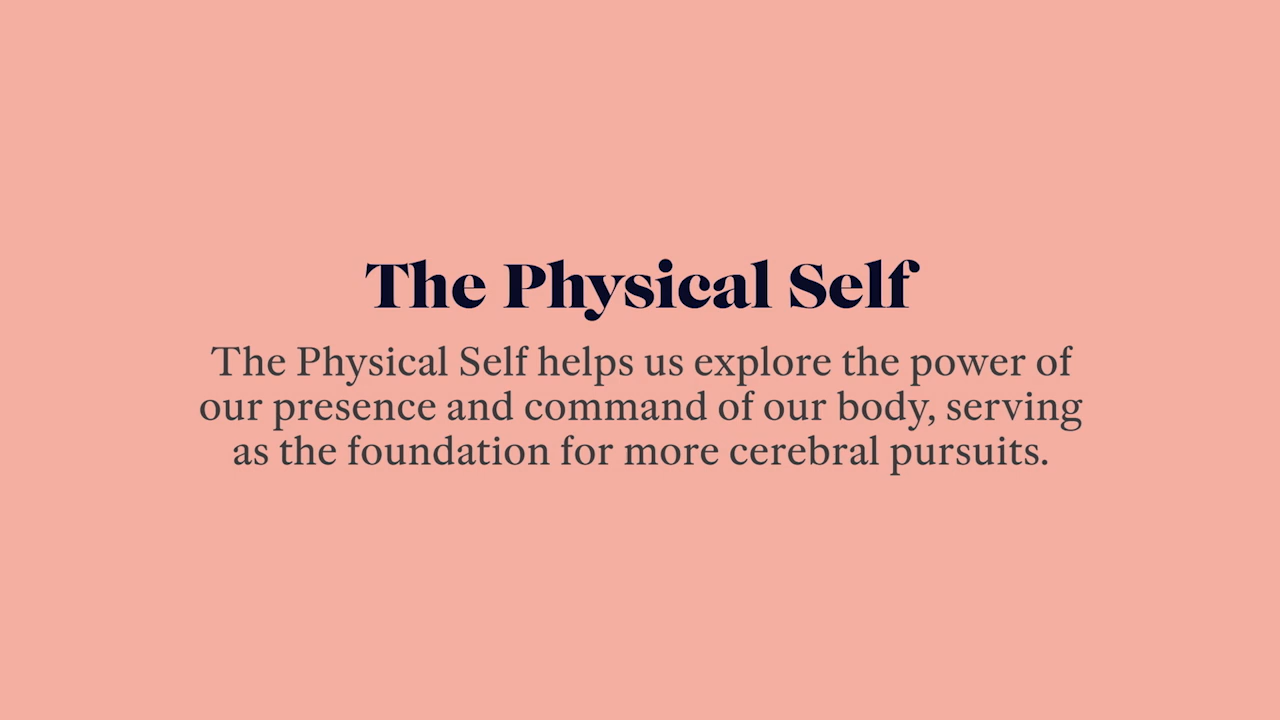 The Physical Self
The Physical Self helps us explore the power of
our presence and command of our body, serving
as the foundation for more cerebral pursuits.